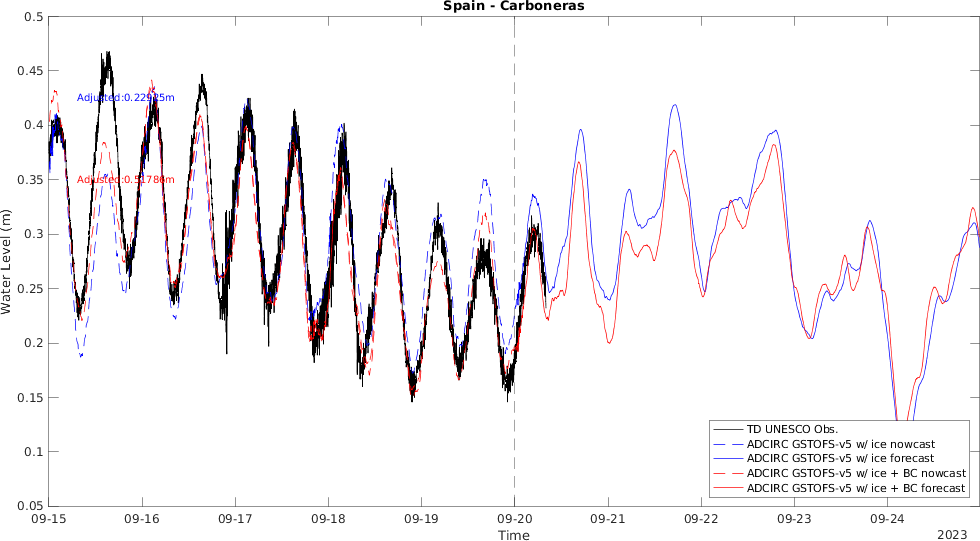 Spain - Carboneras
0.5
0.45
0.4
0.35
0.3
0.25
0.2
0.15
0.1
0.05
Water Level (m)
Adjusted:0.22925m
Adjusted:0.51786m
TD UNESCO Obs.
ADCIRC GSTOFS-v5 w/ ice nowcast
ADCIRC GSTOFS-v5 w/ ice forecast
ADCIRC GSTOFS-v5 w/ ice + BC nowcast
ADCIRC GSTOFS-v5 w/ ice + BC forecast
09-15 09-16 09-17 09-18 09-19 09-20 09-21 09-22 09-23 09-24
Time
2023